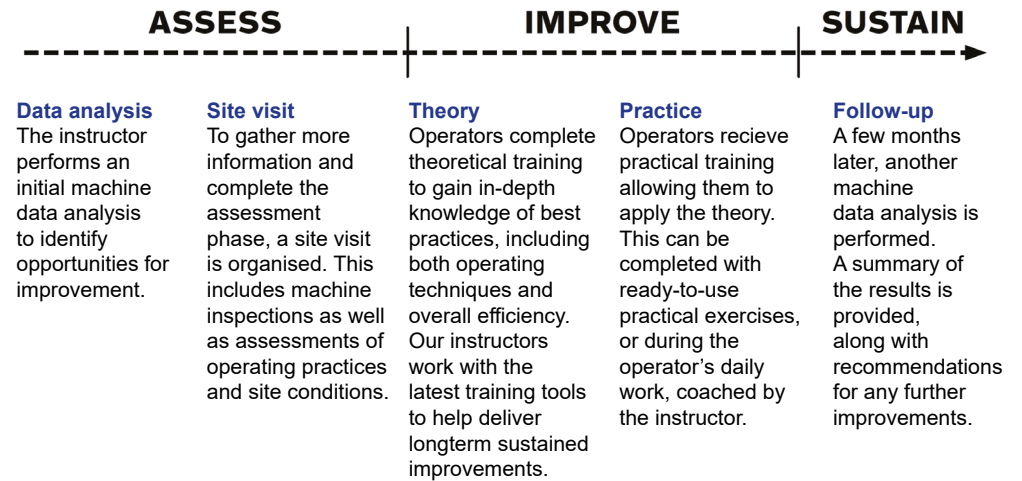 ASSESS
IMPROVE
SUSTAIN
Data analysis
The instructor
performs an
initial machine
data analysis
to identify
opportunities for
improvement.
Site visit
To gather more
information and
complete the
assessment
phase, a site visit
is organised. This
includes machine
inspections as well
as assessments of
operating practices
and site conditions.
Theory
Operators complete
theoretical training
to gain in-depth
knowledge of best
practices, including
both operating
techniques and
overall efficiency.
Our instructors
work with the
latest training tools
to help deliver
longterm sustained
improvements.
Practice
Operators recieve
practical training
allowing them to
apply the theory.
This can be
completed with
ready-to-use
practical exercises,
or during the
operator’s daily
work, coached by
the instructor.
Follow-up
A few months
later, another
machine
data analysis is
performed.
A summary of
the results is
provided,
along with
recommendations
for any further
improvements.